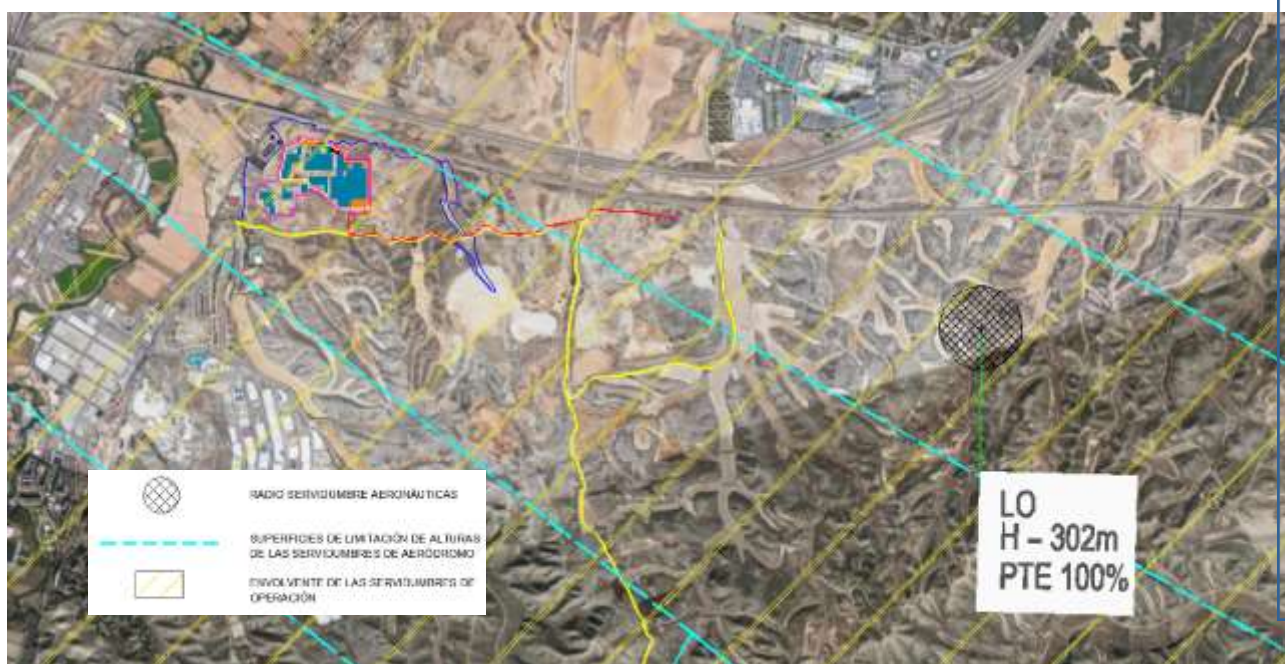 RADIO SERVIDUMBRE AERONÁUTICAS
SUPERFICIES DE LIMITACIÓN DE ALTURAS
DE LAS SERVIDUMBRES DE AERÓDROMO
ENVOLVENTE DE LAS SERVIDUMBRES DE
OPERACIÓN
LO
H - 302m
PTE 100%